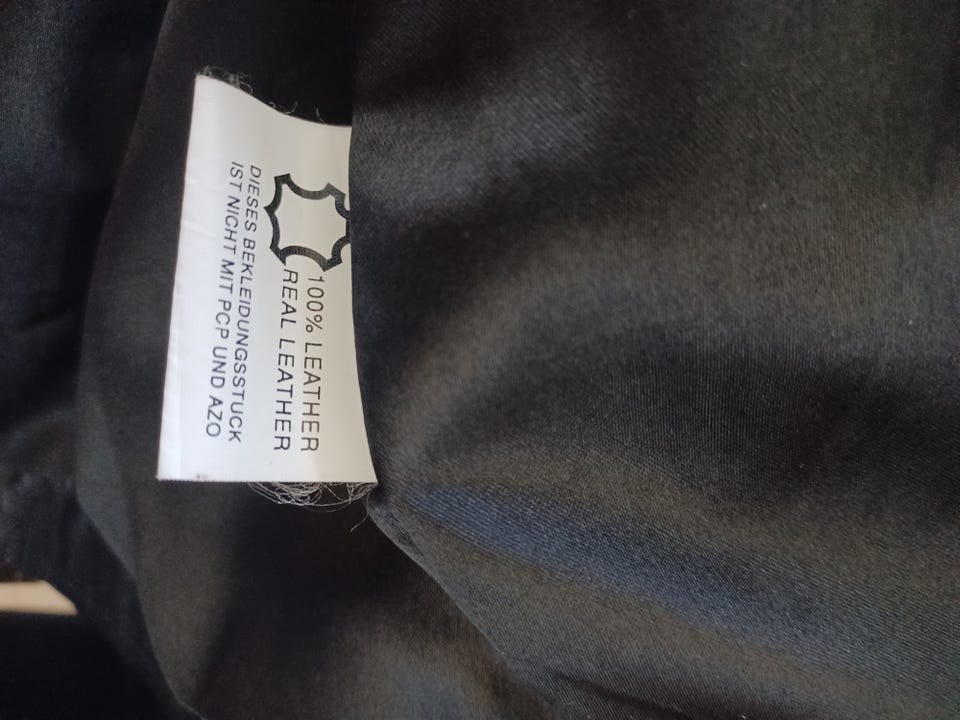 100% LEATHER
REAL LEATHER
DIESES BEKLEIDUNGSSTUCK
IST NICHT MIT PCP UND AZO